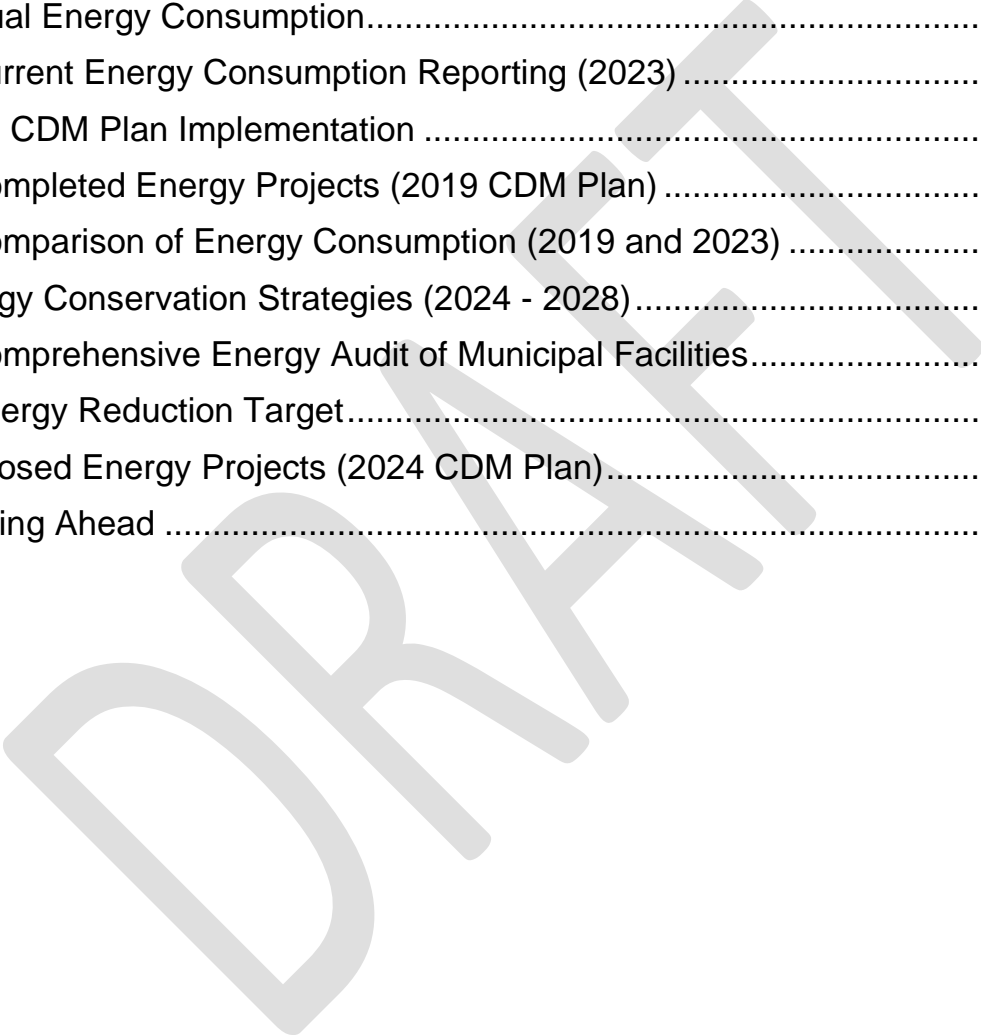 ual Energy Consumption..........................................................................
urrent Energy Consumption Reporting (2023) ...................................
CDM Plan Implementation ....................................................................
ompleted Energy Projects (2019 CDM Plan) .....................................
omparison of Energy Consumption (2019 and 2023) ......................
gy Conservation Strategies (2024 - 2028) .........................................
omprehensive Energy Audit of Municipal Facilities...........................
ergy Reduction Target............................................................................
osed Energy Projects (2024 CDM Plan)............................................
ing Ahead ................................................................................................
DRAFT